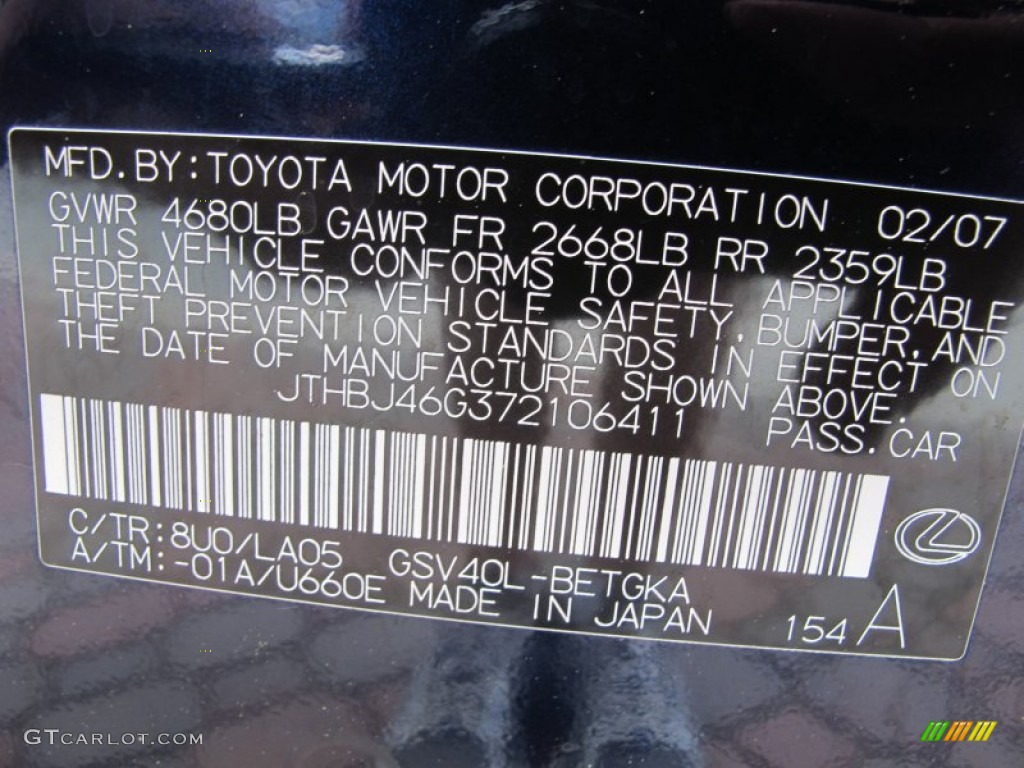 MFD.BY:TOYOTA MOTOR CORPORATION 02/07
GVWR 4680LB GAWR FR 2668LB RR 2359LB
THIS VEHICLE CONFORMS TO ALL APPLICABLE
FEDERAL MOTOR VEHICLE SAFETY,BUMPER,AND
THEFT PREVENTION STANDARDS IN EFFECT ON
THE DATE OF MANUFACTURE SHOWN ABOVE.
JTHBJ46G372106411 PASS.CAR
C/TR:8U0/LA05 GSV40L-BETGKA
A/TM:-01A/U660E MADE IN JAPAN 154 A
GTCARLOT.COM